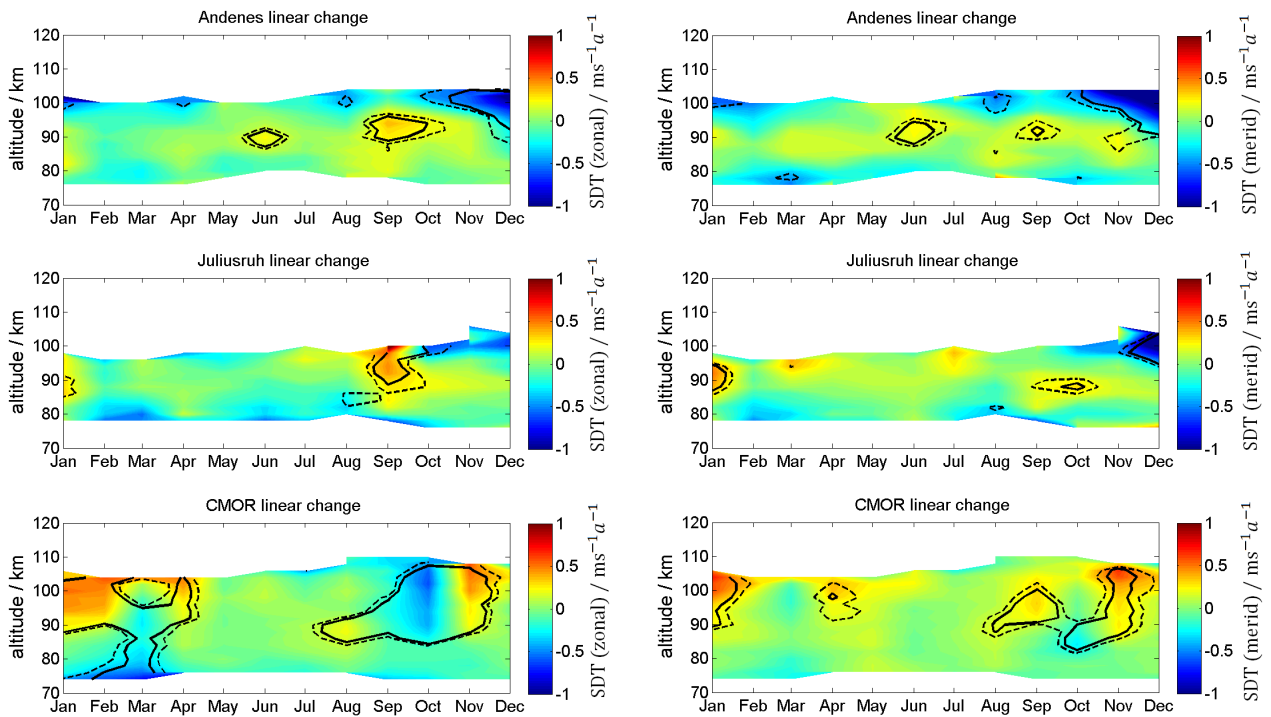 Andenes linear change
120
110
100
90
80
70
altitude / km
Jan Feb Mar Apr May Jun Jul Aug Sep Oct Nov Dec
1
0.5
0
-0.5
-1
SDT (zonal) / ms⁻¹a⁻¹
Andenes linear change
120
110
100
90
80
70
altitude / km
Jan Feb Mar Apr May Jun Jul Aug Sep Oct Nov Dec
1
0.5
0
-0.5
-1
SDT (merid) / ms⁻¹a⁻¹
Juliusruh linear change
120
110
100
90
80
70
altitude / km
Jan Feb Mar Apr May Jun Jul Aug Sep Oct Nov Dec
1
0.5
0
-0.5
-1
SDT (zonal) / ms⁻¹a⁻¹
Juliusruh linear change
120
110
100
90
80
70
altitude / km
Jan Feb Mar Apr May Jun Jul Aug Sep Oct Nov Dec
1
0.5
0
-0.5
-1
SDT (merid) / ms⁻¹a⁻¹
CMOR linear change
120
110
100
90
80
70
altitude / km
Jan Feb Mar Apr May Jun Jul Aug Sep Oct Nov Dec
1
0.5
0
-0.5
-1
SDT (zonal) / ms⁻¹a⁻¹
CMOR linear change
120
110
100
90
80
70
altitude / km
Jan Feb Mar Apr May Jun Jul Aug Sep Oct Nov Dec
1
0.5
0
-0.5
-1
SDT (merid) / ms⁻¹a⁻¹